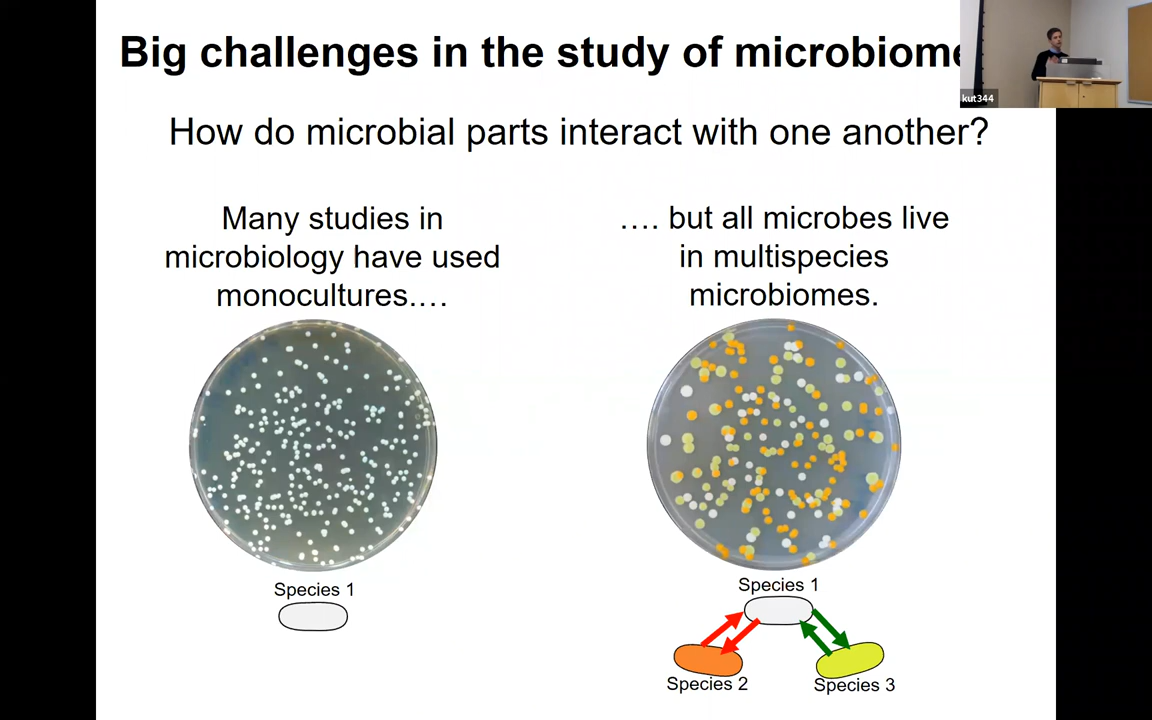 Big challenges in the study of microbiome
kut344
How do microbial parts interact with one another?
Many studies in
microbiology have used
monocultures....
.... but all microbes live
in multispecies
microbiomes.
Species 1
Species 1
Species 2
Species 3